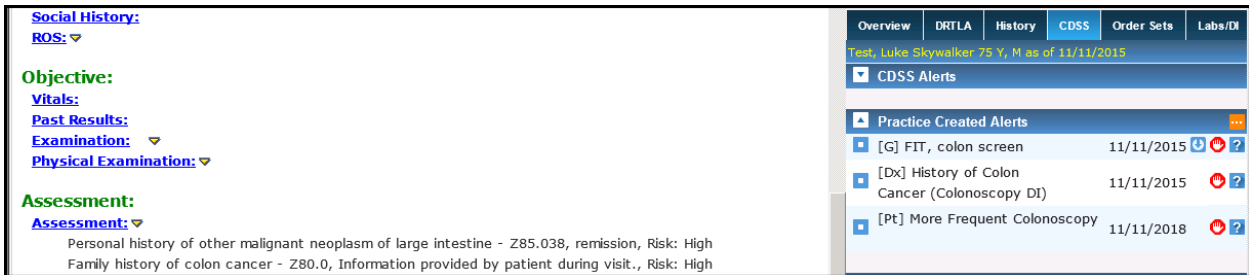 Social History:
ROS:
Objective:
Vitals:
Past Results:
Examination:
Physical Examination:
Assessment:
Assessment:
Personal history of other malignant neoplasm of large intestine - Z85.038, remission, Risk: High
Family history of colon cancer - Z80.0, Information provided by patient during visit., Risk: High
Overview DRTLA History CDSS Order Sets Labs/DI
Test, Luke Skywalker 75 Y, M as of 11/11/2015
CDSS Alerts
Practice Created Alerts ...
[G] FIT, colon screen 11/11/2015 ?
[Dx] History of Colon
Cancer (Colonoscopy DI) 11/11/2015 ?
[Pt] More Frequent Colonoscopy
11/11/2018 ?